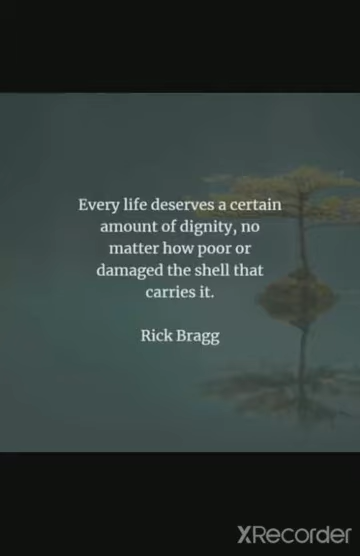 Every life deserves a certain
amount of dignity, no
matter how poor or
damaged the shell that
carries it.
Rick Bragg
XRecorder